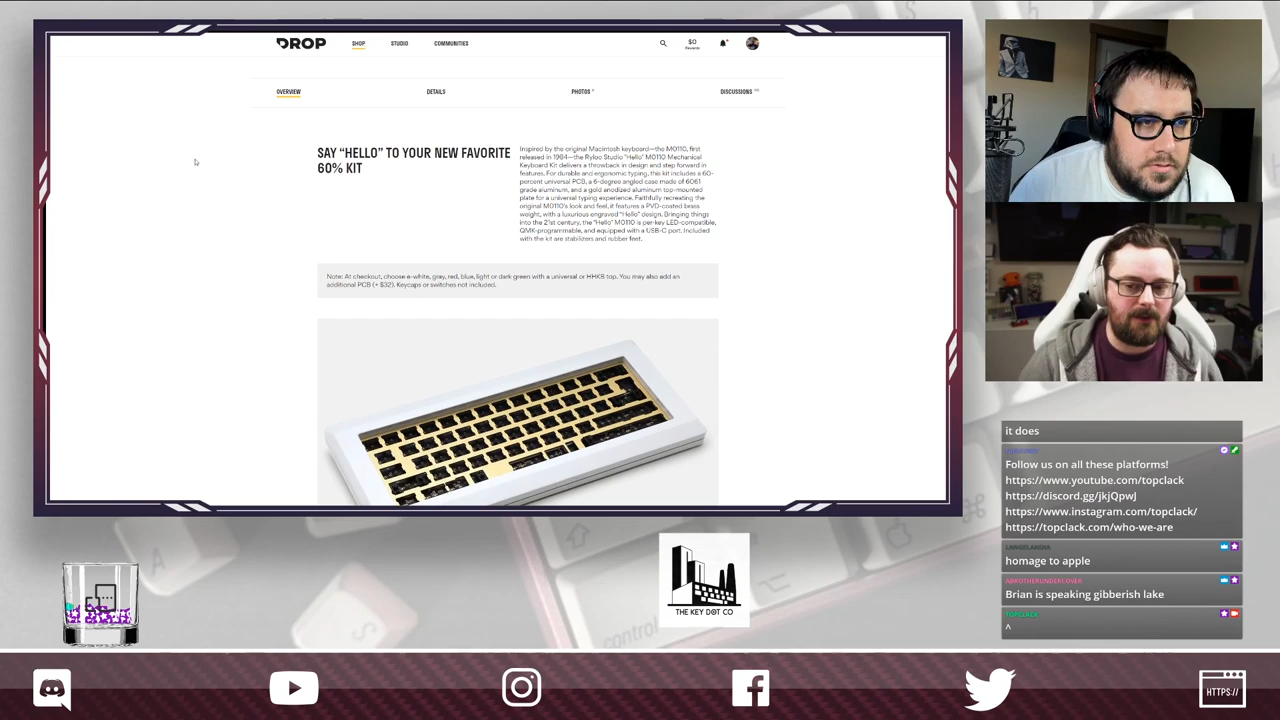 DROP
SHOP
STUDIO
COMMUNITIES
$0
Rewards
OVERVIEW
DETAILS
PHOTOS
DISCUSSIONS
SAY “HELLO” TO YOUR NEW FAVORITE
60% KIT
Inspired by the original Macintosh keyboard—the M0110, first
released in 1984—the Ryloo Studio "Hello" M0110 Mechanical
Keyboard Kit delivers a throwback in design and step forward in
features. For durable and ergonomic typing, this kit includes a 60-
percent universal PCB, a 6-degree angled case made of 6061
grade aluminum, and a gold anodized aluminum top-mounted
plate for a universal typing experience. Faithfully recreating the
original M0110's look and feel, it features a PVD-coated brass
weight, with a luxurious engraved "Hello" design. Bringing things
into the 21st century, the "Hello" M0110 is per-key LED-compatible,
QMK-programmable, and equipped with a USB-C port. Included
with the kit are stabilizers and rubber feet.
Note: At checkout, choose e-white, gray, red, blue, light or dark green with a universal or HHKB top. You may also add an
additional PCB (+ $32). Keycaps or switches not included.
it does
Follow us on all these platforms!
https://www.youtube.com/topclack
https://discord.gg/jkjQpwJ
https://www.instagram.com/topclack/
https://topclack.com/who-we-are
homage to apple
ABROTHERUNDERCOVER
Brian is speaking gibberish lake
TOPCLACK
^
THE KEY DOT CO
control
HTTPS://